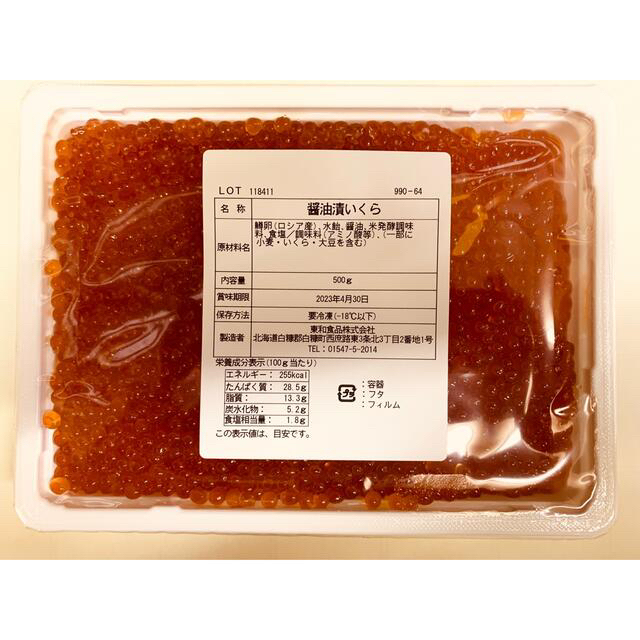 LOT 118411 990-64
名称 醤油漬いくら
原材料名 鱒卵(ロシア産)、水飴、醤油、米発酵調味
料、食塩/調味料(アミノ酸等)、(一部に
小麦・いくら・大豆を含む)
内容量 500g
賞味期限 2023年4月30日
保存方法 要冷凍(-18℃以下)
製造者 東和食品株式会社
北海道白糠郡白糠町西庶路東3条北3丁目2番地1号
TEL:01547-5-2014
栄養成分表示(100g当たり)
エネルギー: 255kcal
たんぱく質: 28.5g
脂質: 13.3g
炭水化物: 5.2g
食塩相当量: 1.8g
この表示値は、目安です。
プラ
:容器
:フタ
:フィルム